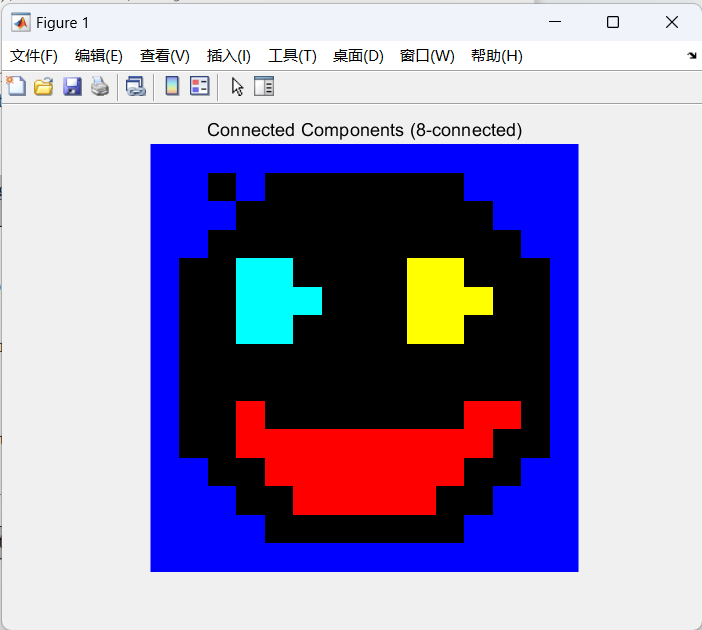 Figure 1
文件(F) 编辑(E) 查看(V) 插入(I) 工具(T) 桌面(D) 窗口(W) 帮助(H)
Connected Components (8-connected)